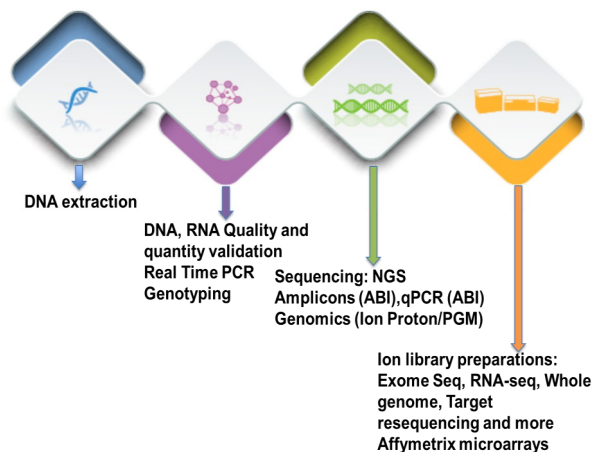 DNA extraction
DNA, RNA Quality and
quantity validation
Real Time PCR
Genotyping
Sequencing: NGS
Amplicons (ABI),qPCR (ABI)
Genomics (Ion Proton/PGM)
Ion library preparations:
Exome Seq, RNA-seq, Whole
genome, Target
resequencing and more
Affymetrix microarrays